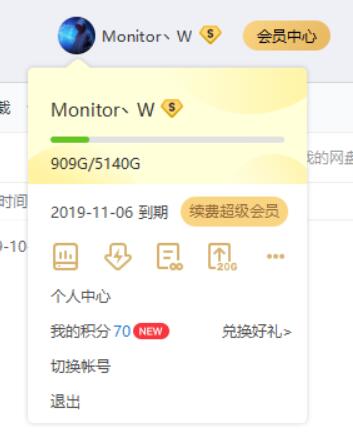 Monitor丶W
会员中心
载
Monitor丶W
909G/5140G
我的网盘
2019-11-06 到期 续费超级会员
时间
9-10
20G
个人中心
我的积分 70 NEW 兑换好礼>
切换帐号
退出